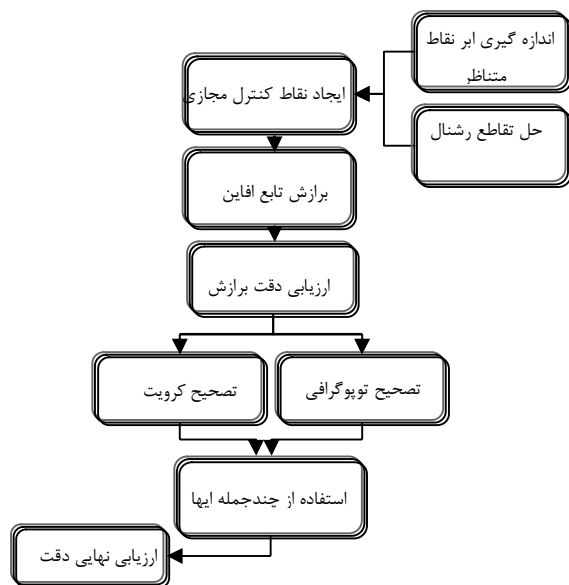 اندازه گیری ابر نقاط
متناظر
حل تقاطع رشنال
ایجاد نقاط کنترل مجازی
برازش تابع افاین
ارزیابی دقت برازش
تصحیح توپوگرافی
تصحیح کرویت
استفاده از چندجمله ایها
ارزیابی نهایی دقت